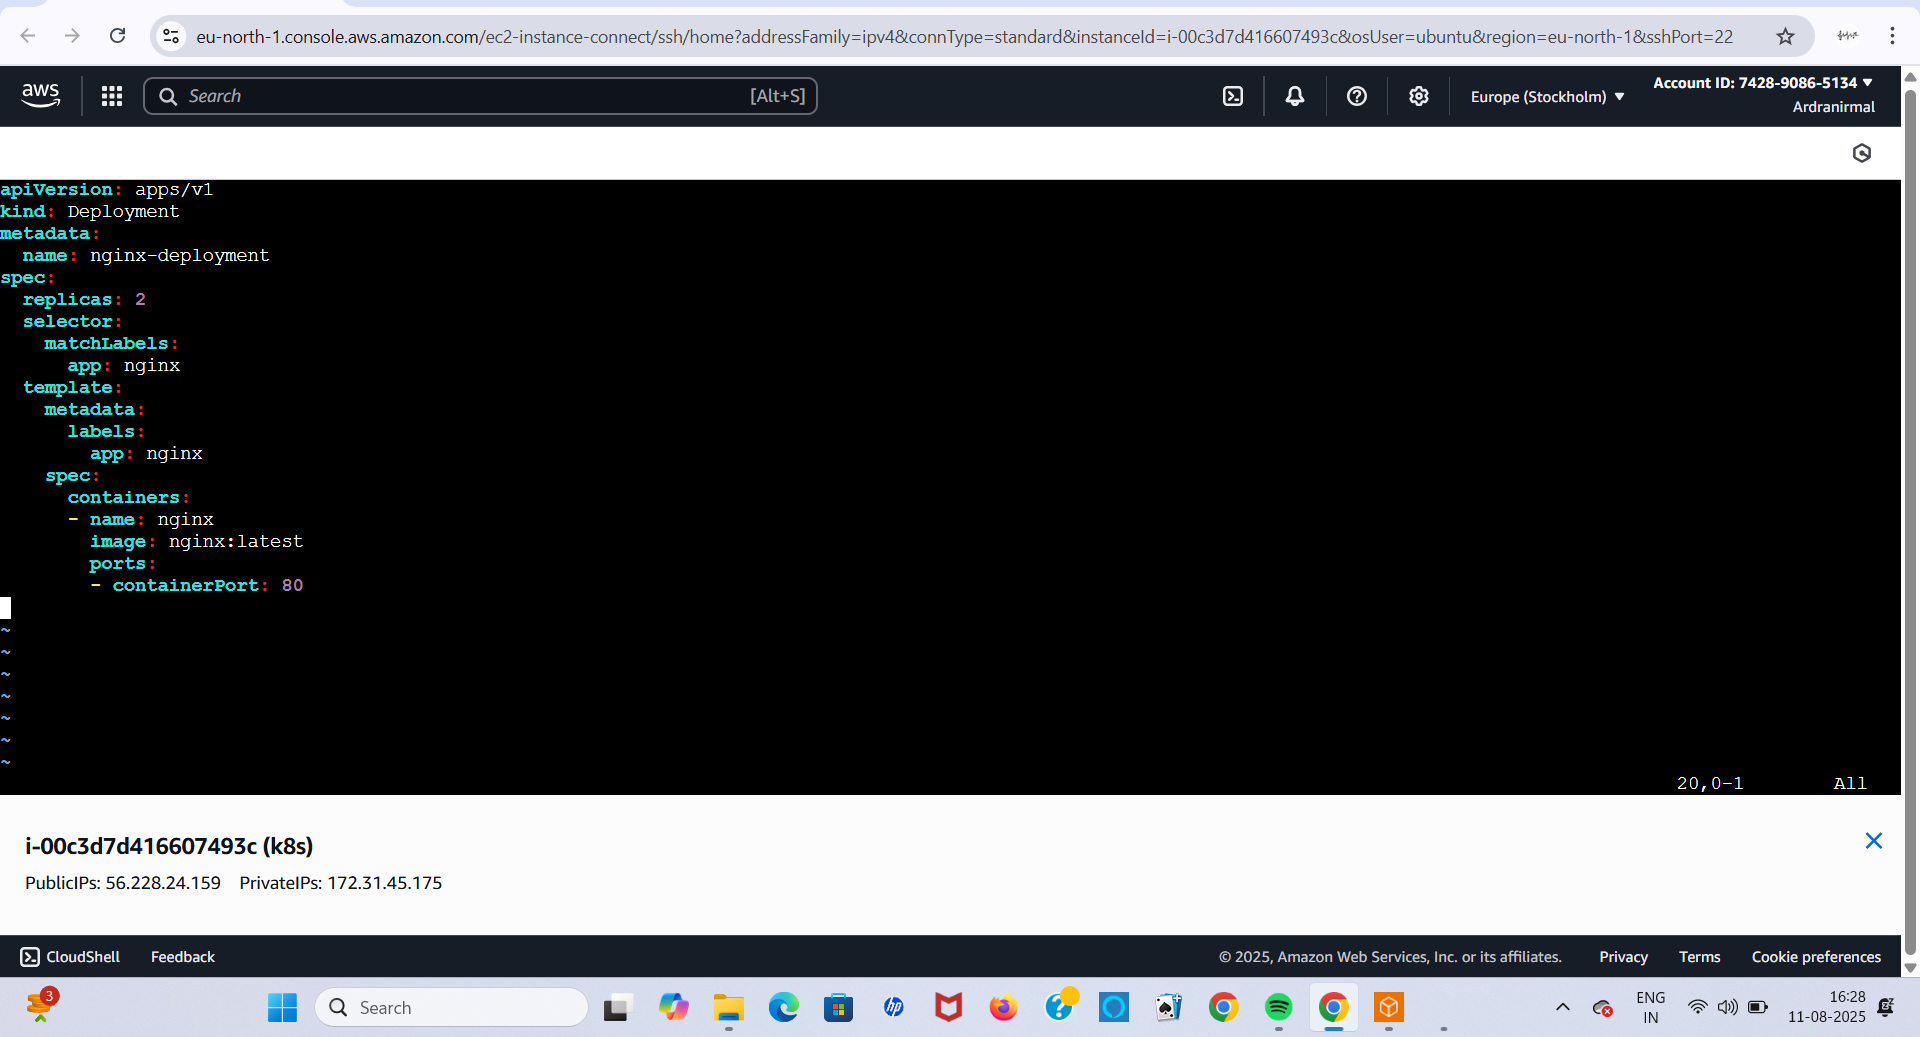 eu-north-1.console.aws.amazon.com/ec2-instance-connect/ssh/home?addressFamily=ipv4&connType=standard&instanceId=i-00c3d7d416607493c&osUser=ubuntu&region=eu-north-1&sshPort=22
aws
Search [Alt+S]
Europe (Stockholm)
Account ID: 7428-9086-5134
Ardranirmal
apiVersion: apps/v1
kind: Deployment
metadata:
  name: nginx-deployment
spec:
  replicas: 2
  selector:
    matchLabels:
      app: nginx
  template:
    metadata:
      labels:
        app: nginx
    spec:
      containers:
      - name: nginx
        image: nginx:latest
        ports:
        - containerPort: 80
~
~
~
~
~
~
~
20,0-1 All
i-00c3d7d416607493c (k8s)
PublicIPs: 56.228.24.159 PrivateIPs: 172.31.45.175
CloudShell Feedback © 2025, Amazon Web Services, Inc. or its affiliates. Privacy Terms Cookie preferences
3
Search
hp
ENG
IN
16:28
11-08-2025